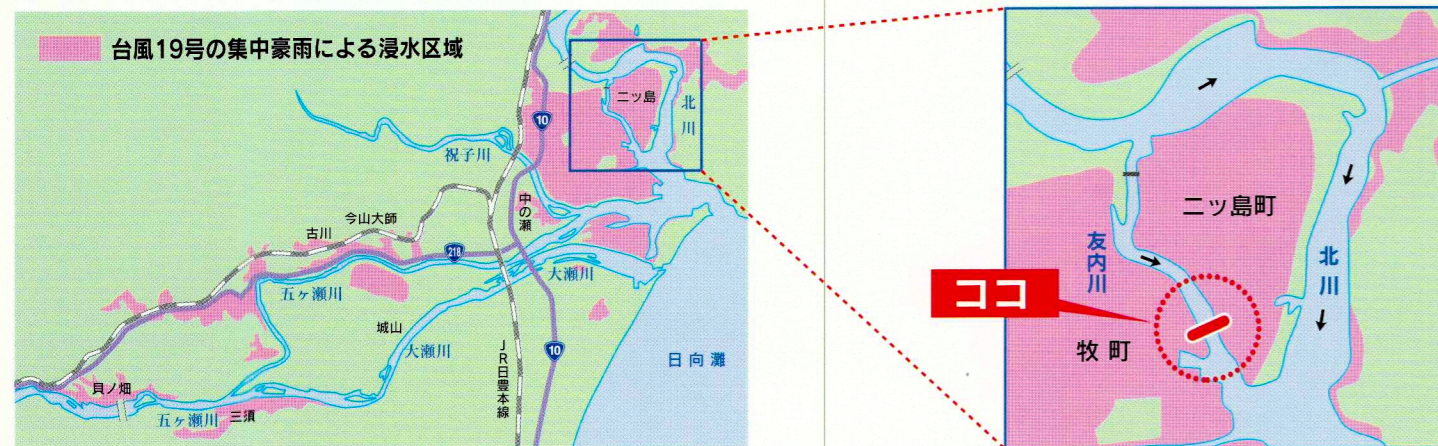 台風19号の集中豪雨による浸水区域
二ッ島
北川
10
祝子川
中の瀬
今山大師
古川
218
大瀬川
五ヶ瀬川
城山
大瀬川
JR日豊本線
10
日向灘
貝ノ畑
五ヶ瀬川
三須
二ッ島町
友内川
北川
ココ
牧町